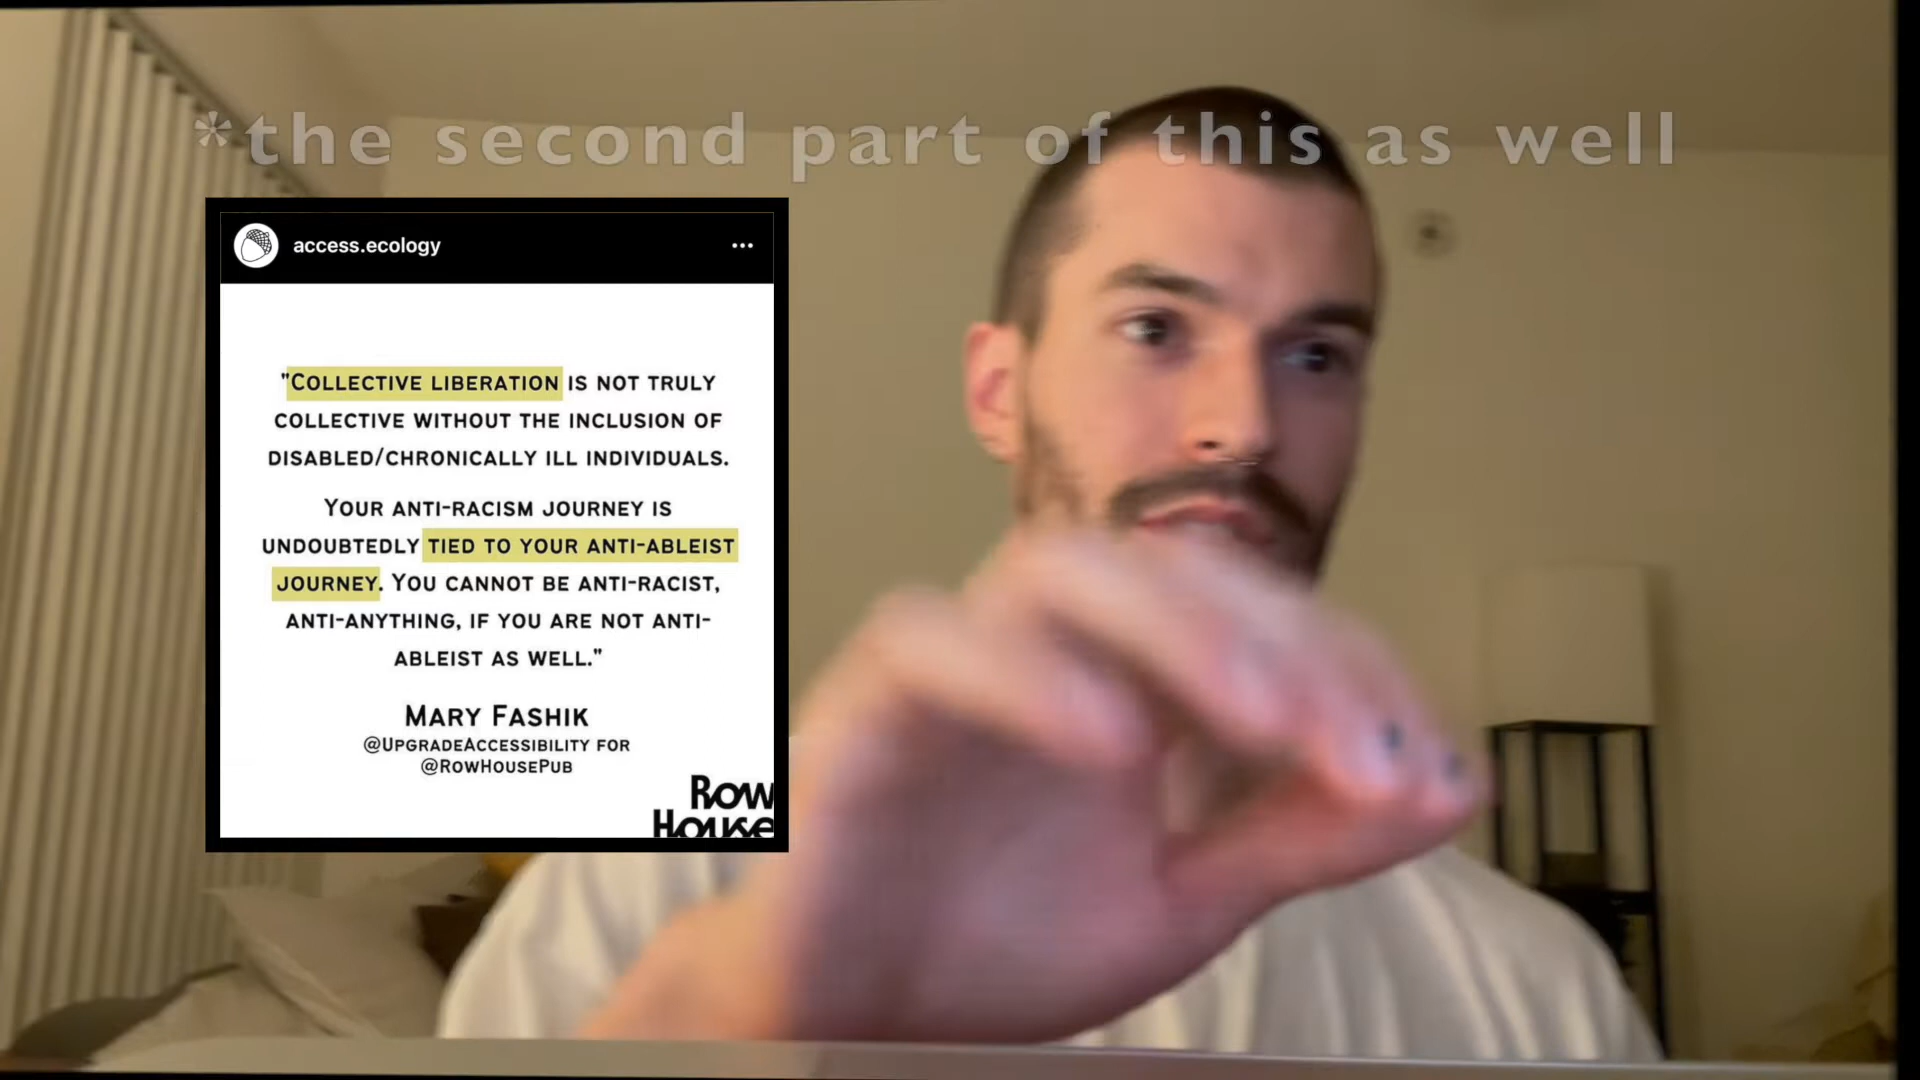 *the second part of this as well
access.ecology
"Collective liberation is not truly
collective without the inclusion of
disabled/chronically ill individuals.
Your anti-racism journey is
undoubtedly tied to your anti-ableist
journey. You cannot be anti-racist,
anti-anything, if you are not anti-
ableist as well."
Mary Fashik
@UpgradeAccessibility for
@RowHousePub
Row
House